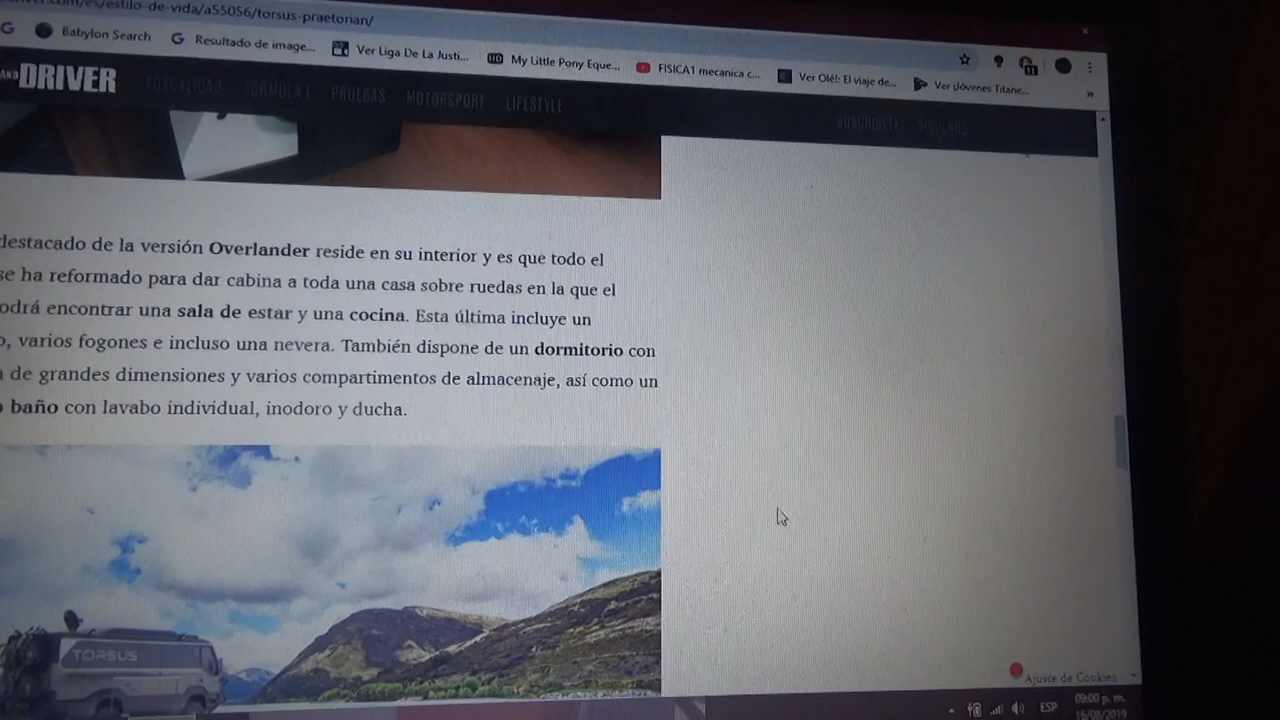 /es/estilo-de-vida/a55056/torsus-praetorian/
Babylon Search
Resultado de image...
Ver Liga De La Justi...
My Little Pony Eque...
FISICA1 mecanica c...
Ver Olé!: El viaje de...
Ver ¡Jóvenes Titane...
»
AND DRIVER
ACTUALIDAD
FÓRMULA 1
PRUEBAS
MOTORSPORT
LIFESTYLE
SUSCRÍBETE
SÍGUENOS
destacado de la versión Overlander reside en su interior y es que todo el
se ha reformado para dar cabina a toda una casa sobre ruedas en la que el
odrá encontrar una sala de estar y una cocina. Esta última incluye un
o, varios fogones e incluso una nevera. También dispone de un dormitorio con
a de grandes dimensiones y varios compartimentos de almacenaje, así como un
o baño con lavabo individual, inodoro y ducha.
TORSUS
Ajuste de Cookies
ESP
09:00 p. m.
16/08/2019